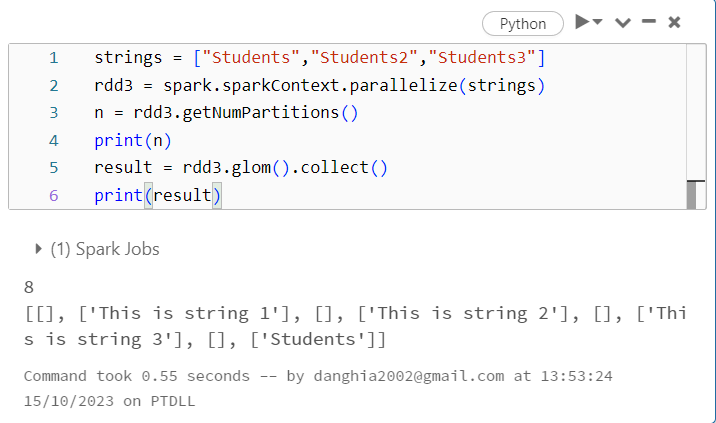 Python
1 strings = ["Students","Students2","Students3"]
2 rdd3 = spark.sparkContext.parallelize(strings)
3 n = rdd3.getNumPartitions()
4 print(n)
5 result = rdd3.glom().collect()
6 print(result)
(1) Spark Jobs
8
[[], ['This is string 1'], [], ['This is string 2'], [], ['Thi
s is string 3'], [], ['Students']]
Command took 0.55 seconds -- by danghia2002@gmail.com at 13:53:24
15/10/2023 on PTDLL